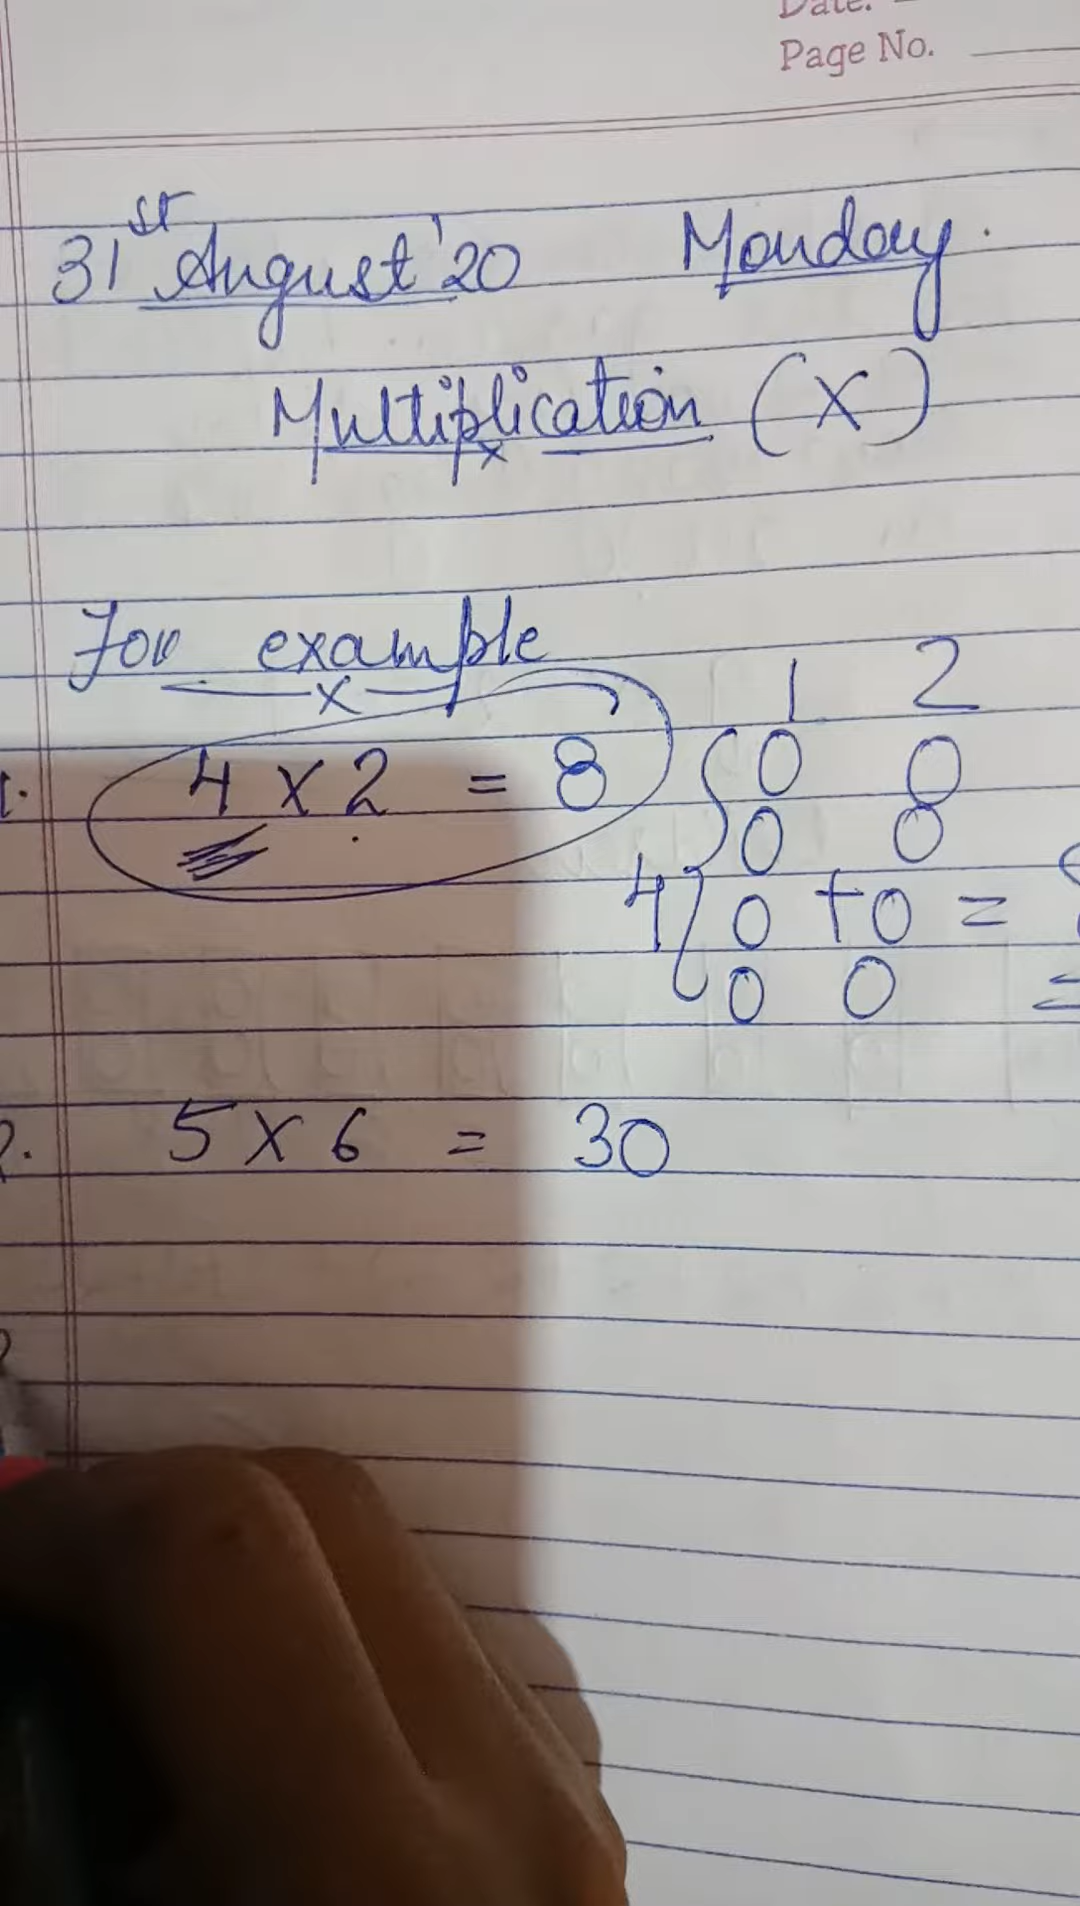 Date.
Page No.
31st August '20 Monday.
Multiplication (X)
x
For example
x
1. 4 x 2 = 8
1 2
0 0
0 0
4 0 + 0 =
0 0 =
2. 5 x 6 = 30